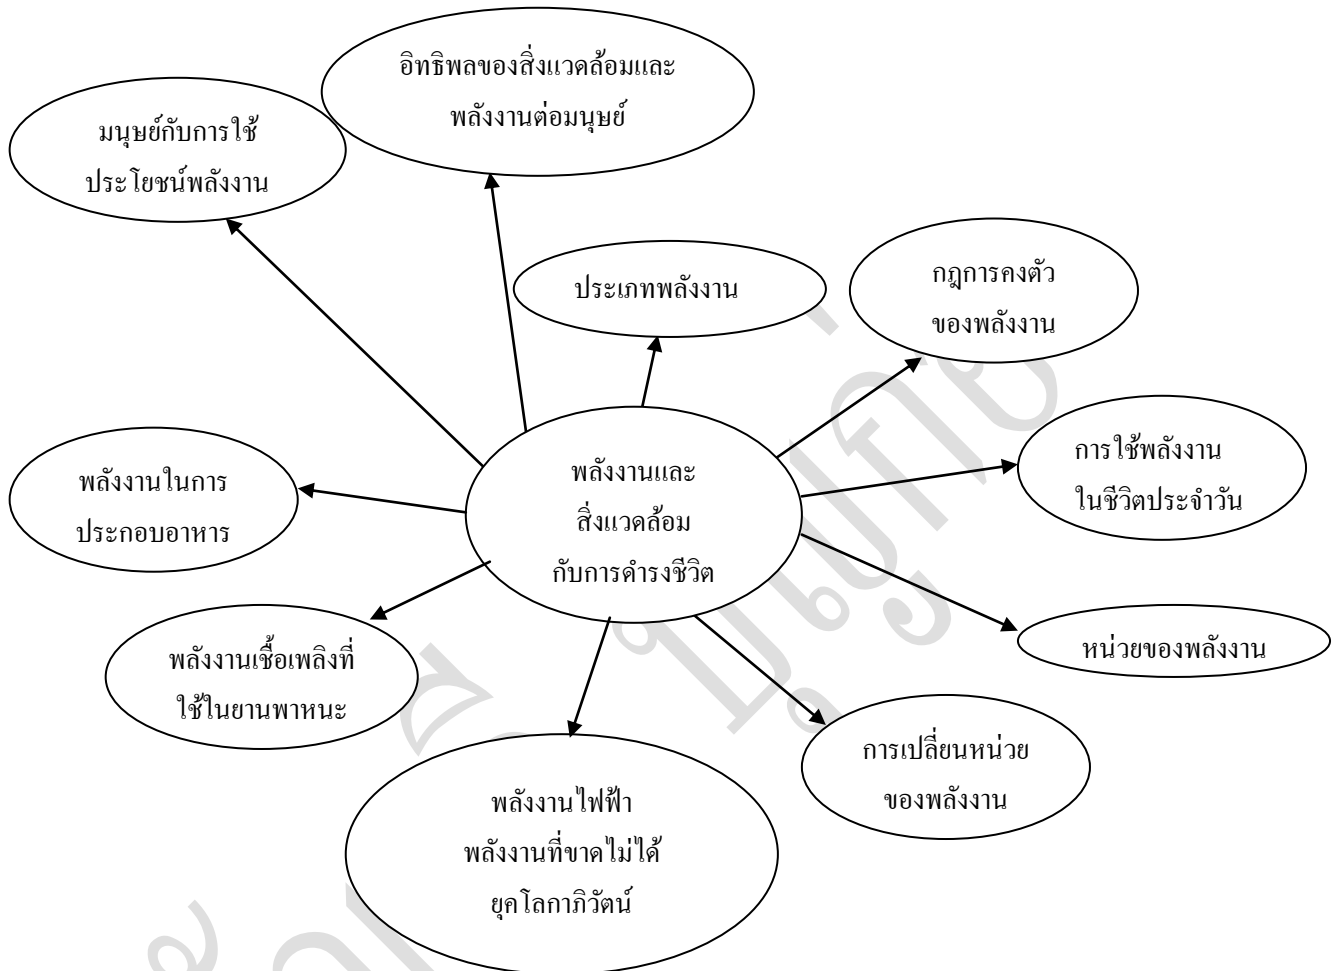 อิทธิพลของสิ่งแวดล้อมและ
พลังงานต่อมนุษย์
มนุษย์กับการใช้
ประโยชน์พลังงาน
ประเภทพลังงาน
กฎการคงตัว
ของพลังงาน
การใช้พลังงาน
ในชีวิตประจำวัน
พลังงานและ
สิ่งแวดล้อม
กับการดำรงชีวิต
พลังงานในการ
ประกอบอาหาร
หน่วยของพลังงาน
พลังงานเชื้อเพลิงที่
ใช้ในยานพาหนะ
การเปลี่ยนหน่วย
ของพลังงาน
พลังงานไฟฟ้า
พลังงานที่ขาดไม่ได้
ยุคโลกาภิวัตน์